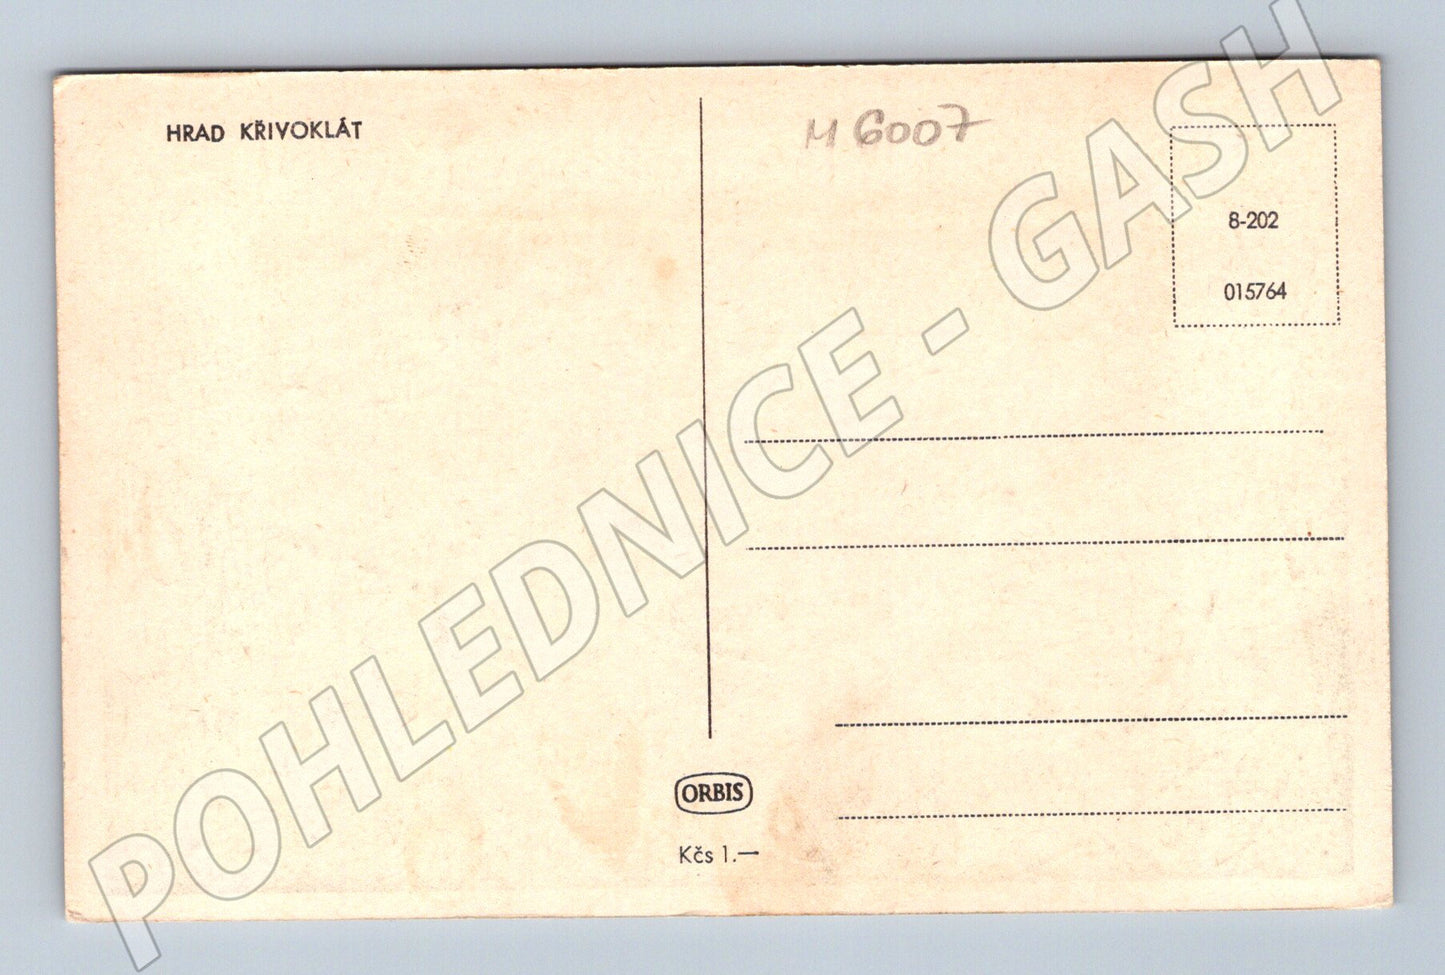 HRAD KŘIVOKLÁT
M 6007
8-202
015764
ORBIS
Kčs 1.—
POHLEDNICE - GASH